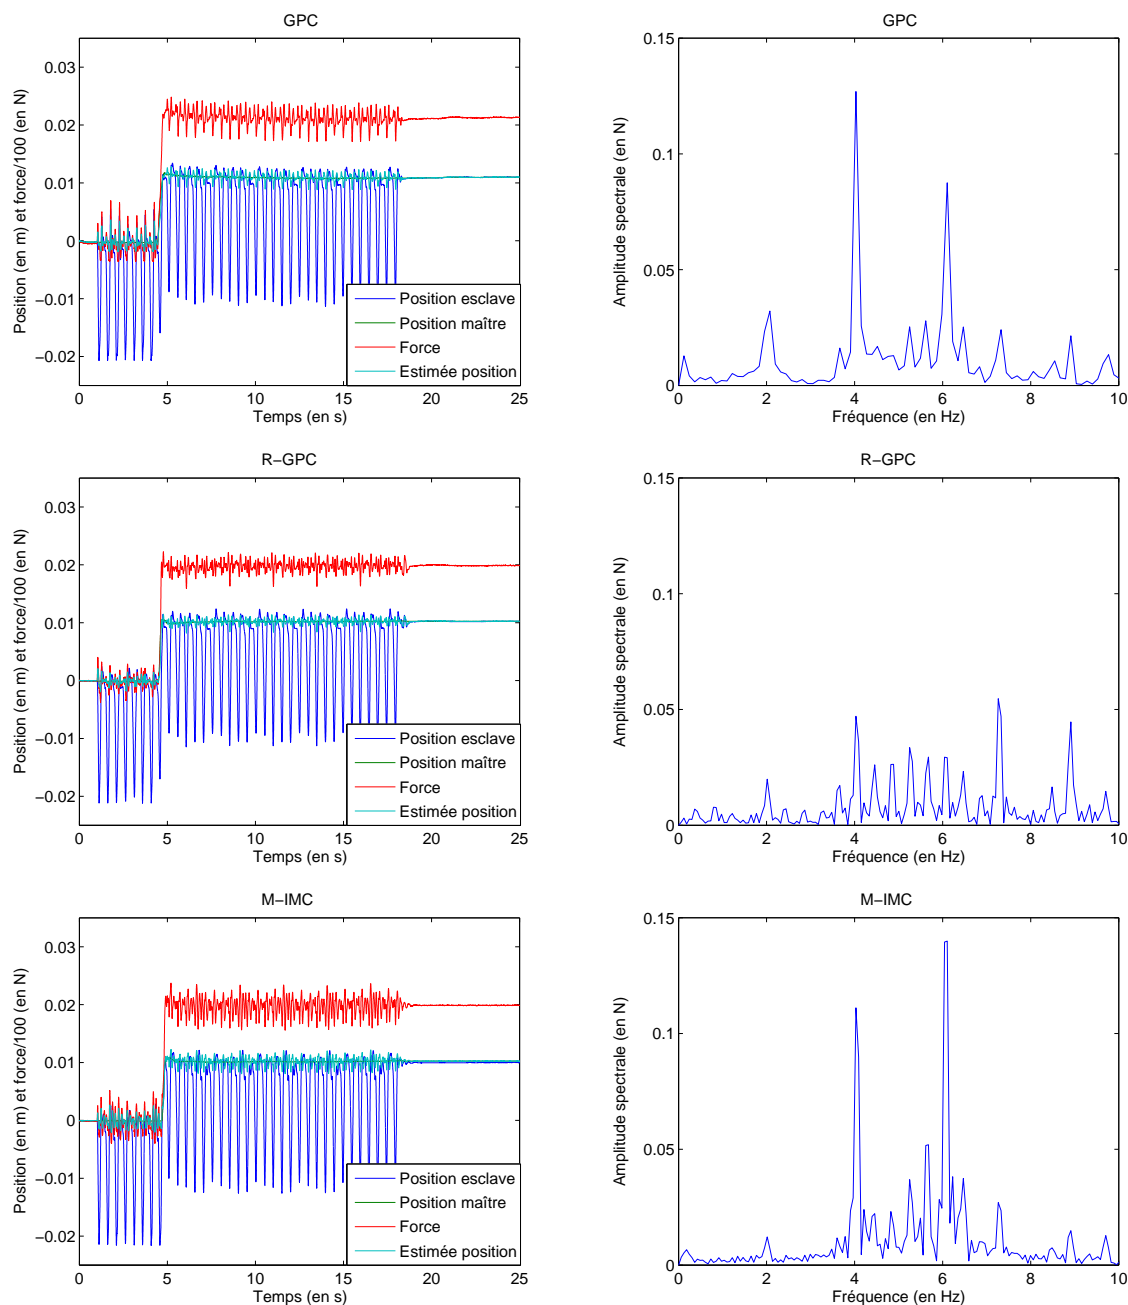 GPC
Position (en m) et force/100 (en N)
0.03
0.02
0.01
0
−0.01
−0.02
0
5
10
15
20
25
Temps (en s)
Position esclave
Position maître
Force
Estimée position
GPC
Amplitude spectrale (en N)
0.15
0.1
0.05
0
0
2
4
6
8
10
Fréquence (en Hz)
R−GPC
Position (en m) et force/100 (en N)
0.03
0.02
0.01
0
−0.01
−0.02
0
5
10
15
20
25
Temps (en s)
Position esclave
Position maître
Force
Estimée position
R−GPC
Amplitude spectrale (en N)
0.15
0.1
0.05
0
0
2
4
6
8
10
Fréquence (en Hz)
M−IMC
Position (en m) et force/100 (en N)
0.03
0.02
0.01
0
−0.01
−0.02
0
5
10
15
20
25
Temps (en s)
Position esclave
Position maître
Force
Estimée position
M−IMC
Amplitude spectrale (en N)
0.15
0.1
0.05
0
0
2
4
6
8
10
Fréquence (en Hz)